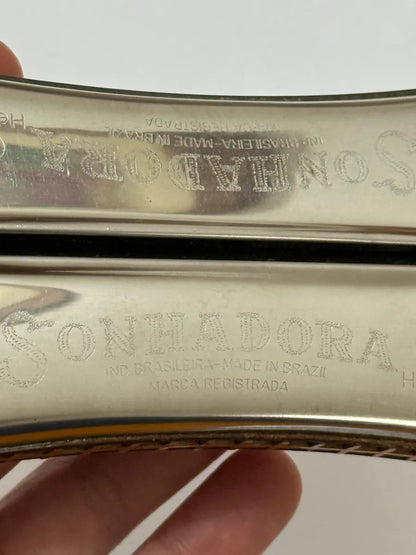 SONHADORA
IND. BRASILEIRA-MADE IN BRAZIL
MARCA REGISTRADA
SONHADORA
IND. BRASILEIRA-MADE IN BRAZIL
MARCA REGISTRADA